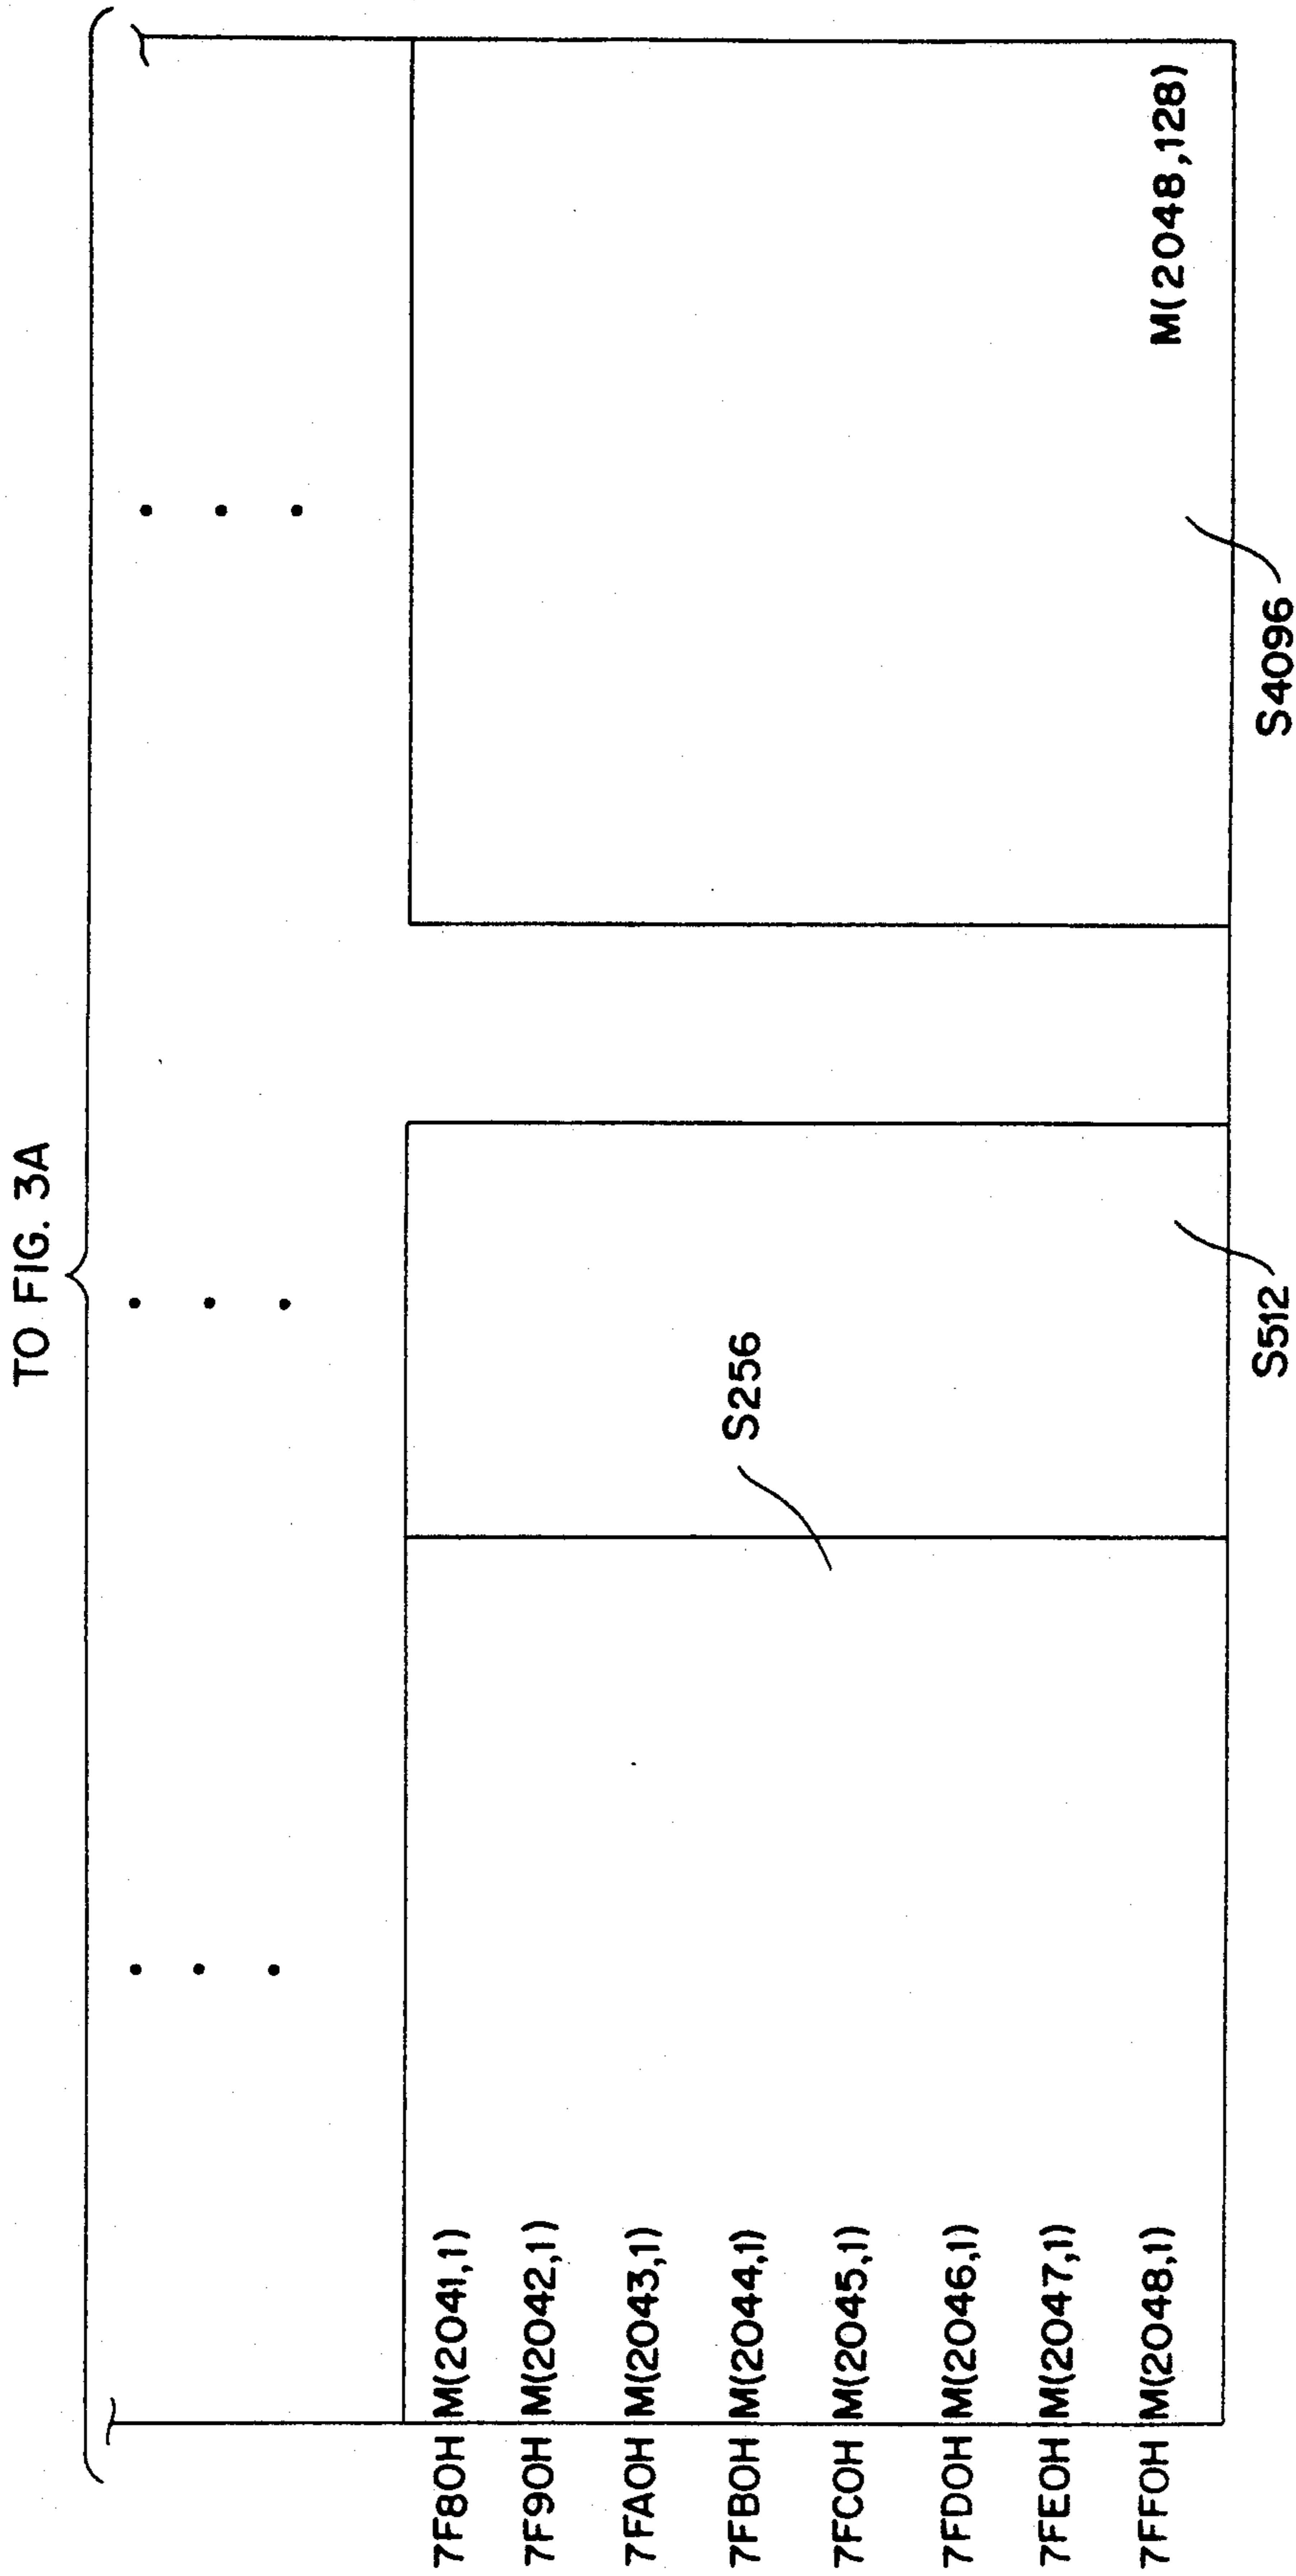 TO FIG. 3A
7F80H M(2041,1)
7F90H M(2042,1)
7FA0H M(2043,1)
S256
7FB0H M(2044,1)
7FC0H M(2045,1)
7FD0H M(2046,1)
7FE0H M(2047,1)
7FF0H M(2048,1)
M(2048,128)
S512
S4096